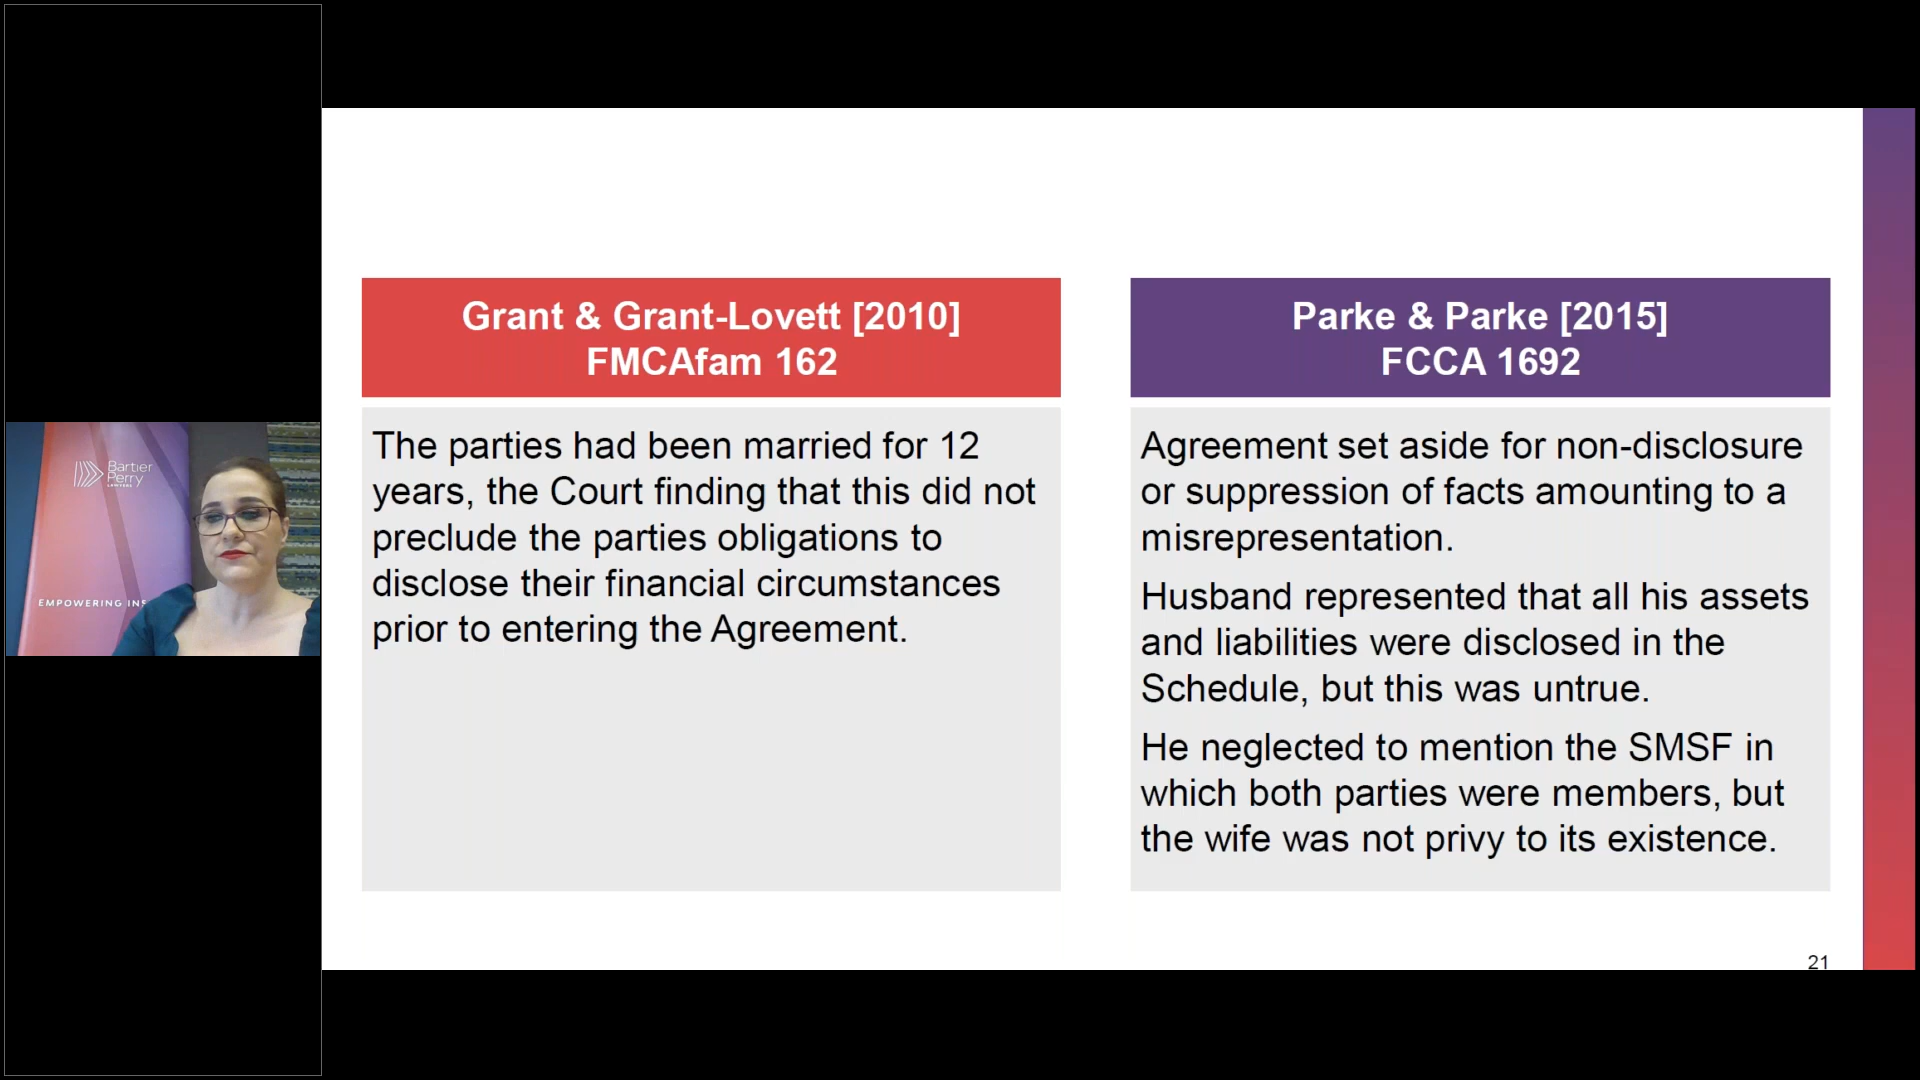 Bartier
Perry
LAWYERS
EMPOWERING INS
Grant & Grant-Lovett [2010]
FMCAfam 162
The parties had been married for 12
years, the Court finding that this did not
preclude the parties obligations to
disclose their financial circumstances
prior to entering the Agreement.
Parke & Parke [2015]
FCCA 1692
Agreement set aside for non-disclosure
or suppression of facts amounting to a
misrepresentation.
Husband represented that all his assets
and liabilities were disclosed in the
Schedule, but this was untrue.
He neglected to mention the SMSF in
which both parties were members, but
the wife was not privy to its existence.
21